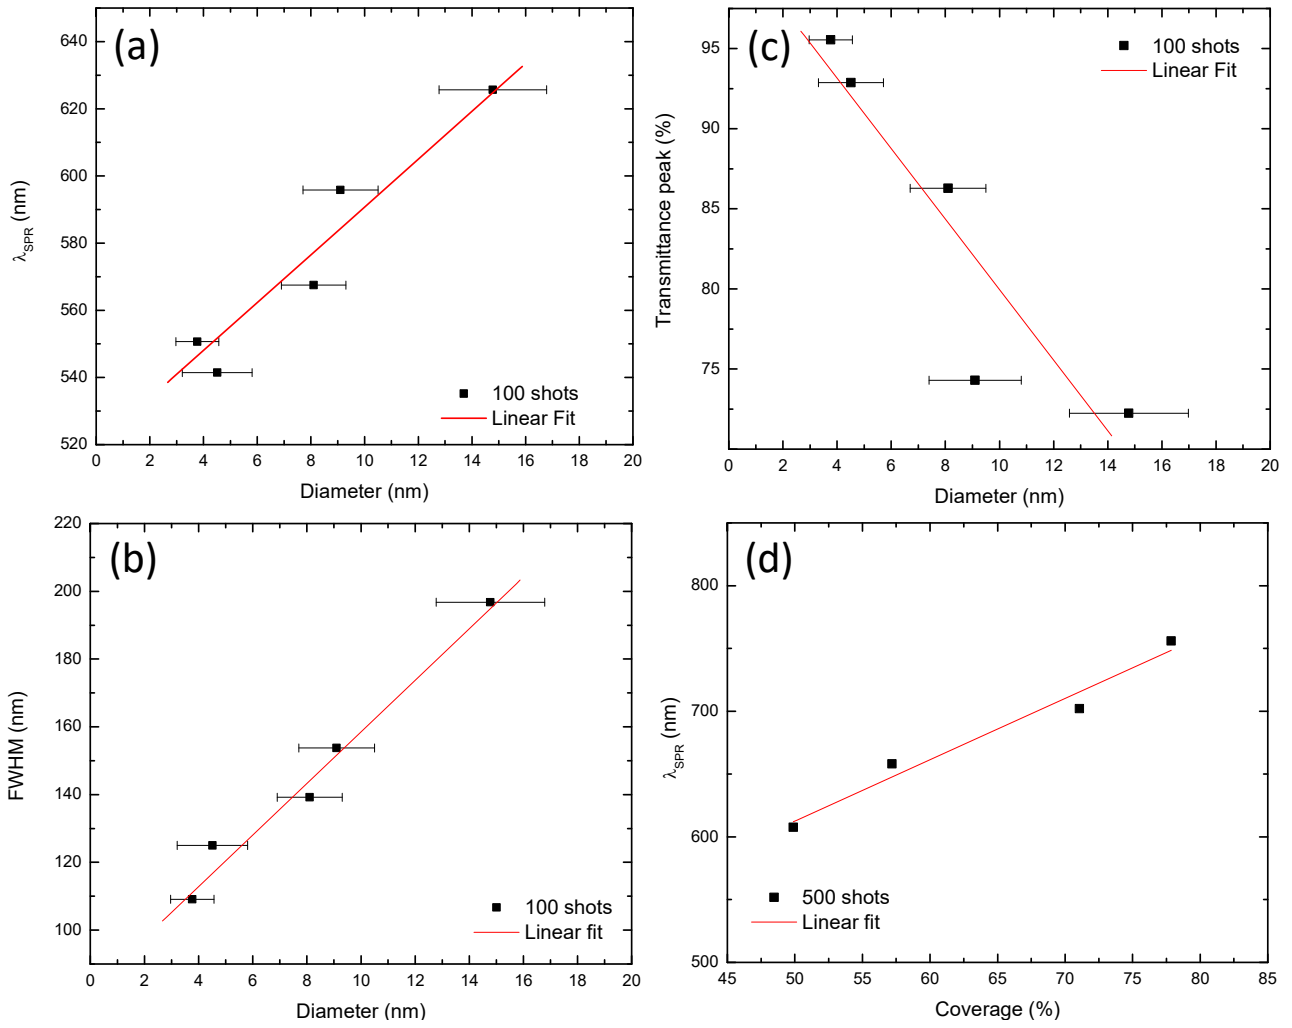 (a)
640
620
600
580
560
540
520
λSPR (nm)
0 2 4 6 8 10 12 14 16 18 20
Diameter (nm)
100 shots
Linear Fit
(c)
95
90
85
80
75
Transmittance peak (%)
0 2 4 6 8 10 12 14 16 18 20
Diameter (nm)
100 shots
Linear Fit
(b)
220
200
180
160
140
120
100
FWHM (nm)
0 2 4 6 8 10 12 14 16 18 20
Diameter (nm)
100 shots
Linear fit
(d)
800
700
600
500
λSPR (nm)
45 50 55 60 65 70 75 80 85
Coverage (%)
500 shots
Linear fit